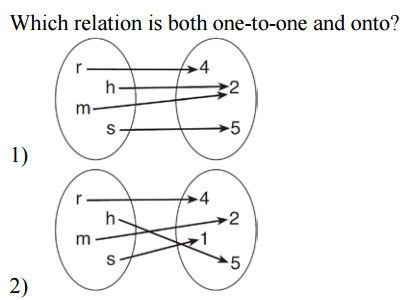 Which relation is both one-to-one and onto?
r 4
h 2
m
s 5
1)
r 4
h 2
m 1
s 5
2)